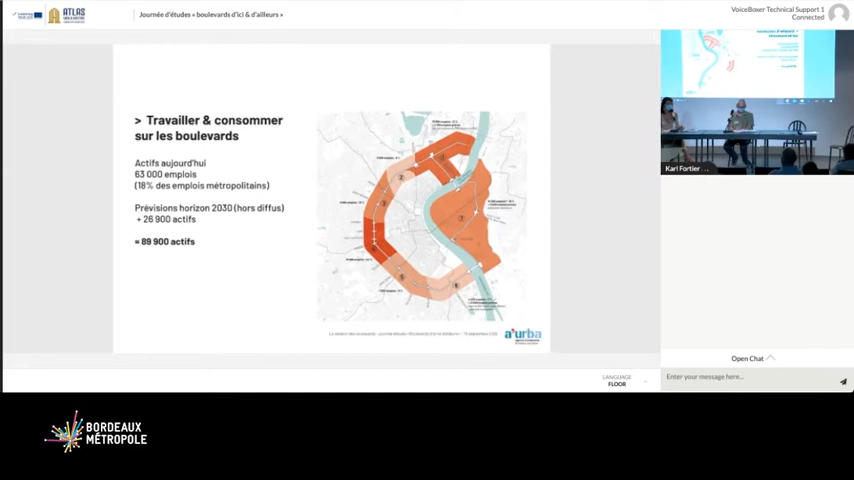 Interreg
ATLAS
Journée d'études « boulevards d'ici & d'ailleurs »
VoiceBoxer Technical Support 1
Connected
> Travailler & consommer
sur les boulevards
Actifs aujourd'hui
63 000 emplois
(18% des emplois métropolitains)
Prévisions horizon 2030 (hors diffus)
+ 26 900 actifs
= 89 900 actifs
a'urba
Karl Fortier ...
Open Chat
LANGUAGE
FLOOR
Enter your message here...
BORDEAUX
MÉTROPOLE